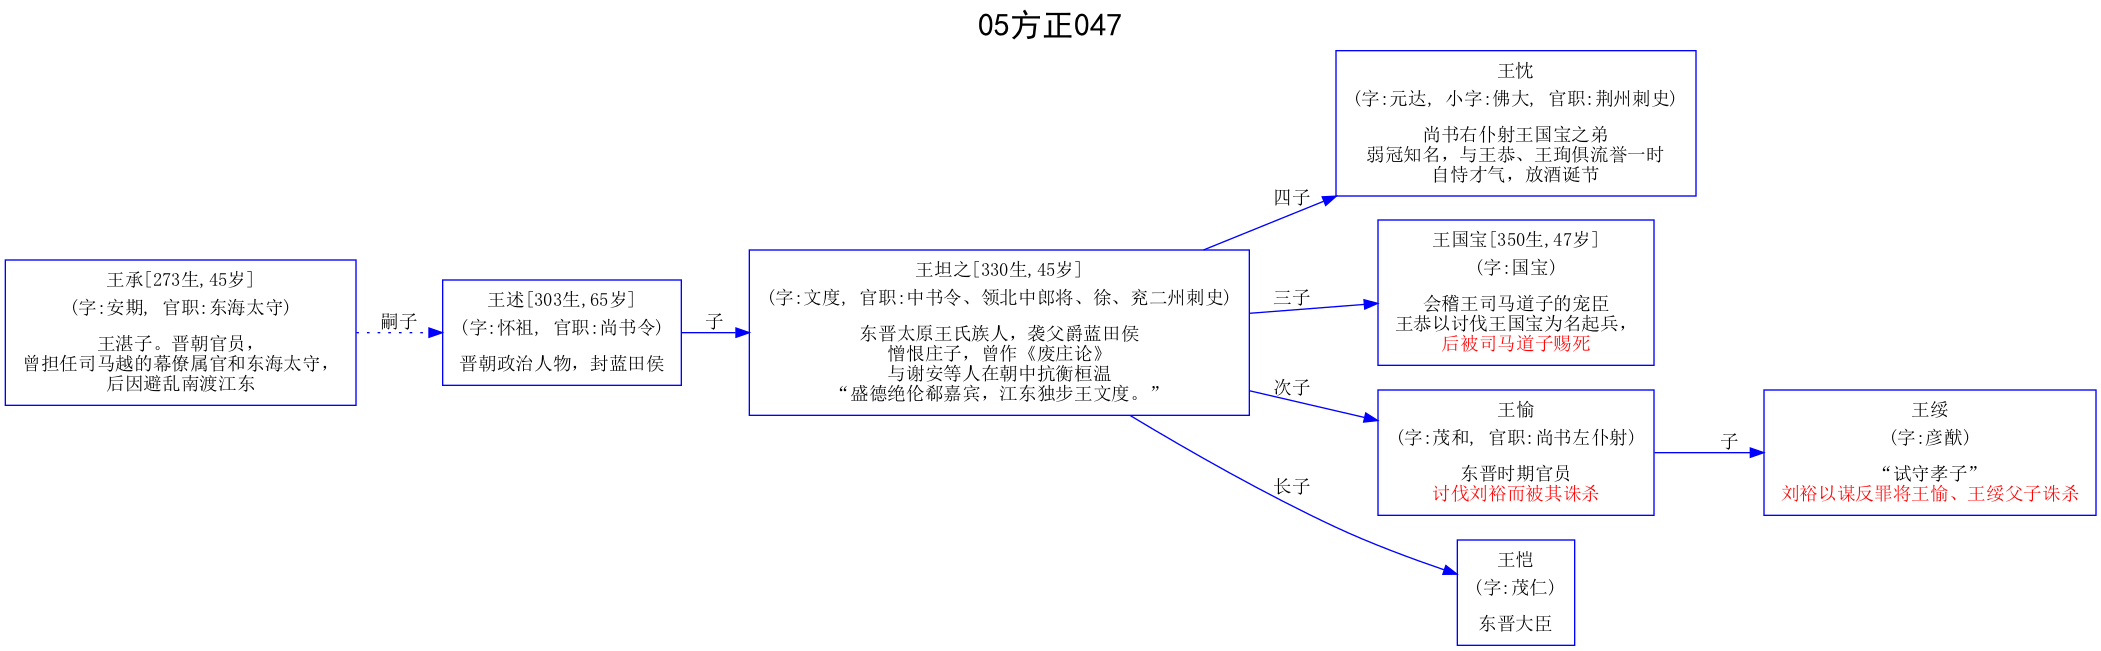 05方正047
王忱
(字:元达, 小字:佛大, 官职:荆州刺史)
尚书右仆射王国宝之弟
弱冠知名，与王恭、王珣俱流誉一时
自恃才气，放酒诞节
四子
王承[273生,45岁]
(字:安期, 官职:东海太守)
王湛子。晋朝官员，
曾担任司马越的幕僚属官和东海太守，
后因避乱南渡江东
嗣子
王述[303生,65岁]
(字:怀祖, 官职:尚书令)
晋朝政治人物，封蓝田侯
子
王坦之[330生,45岁]
(字:文度, 官职:中书令、领北中郎将、徐、兖二州刺史)
东晋太原王氏族人，袭父爵蓝田侯
憎恨庄子，曾作《废庄论》
与谢安等人在朝中抗衡桓温
“盛德绝伦郗嘉宾，江东独步王文度。”
三子
王国宝[350生,47岁]
(字:国宝)
会稽王司马道子的宠臣
王恭以讨伐王国宝为名起兵，
后被司马道子赐死
次子
王愉
(字:茂和, 官职:尚书左仆射)
东晋时期官员
讨伐刘裕而被其诛杀
子
王绥
(字:彦猷)
“试守孝子”
刘裕以谋反罪将王愉、王绥父子诛杀
长子
王恺
(字:茂仁)
东晋大臣